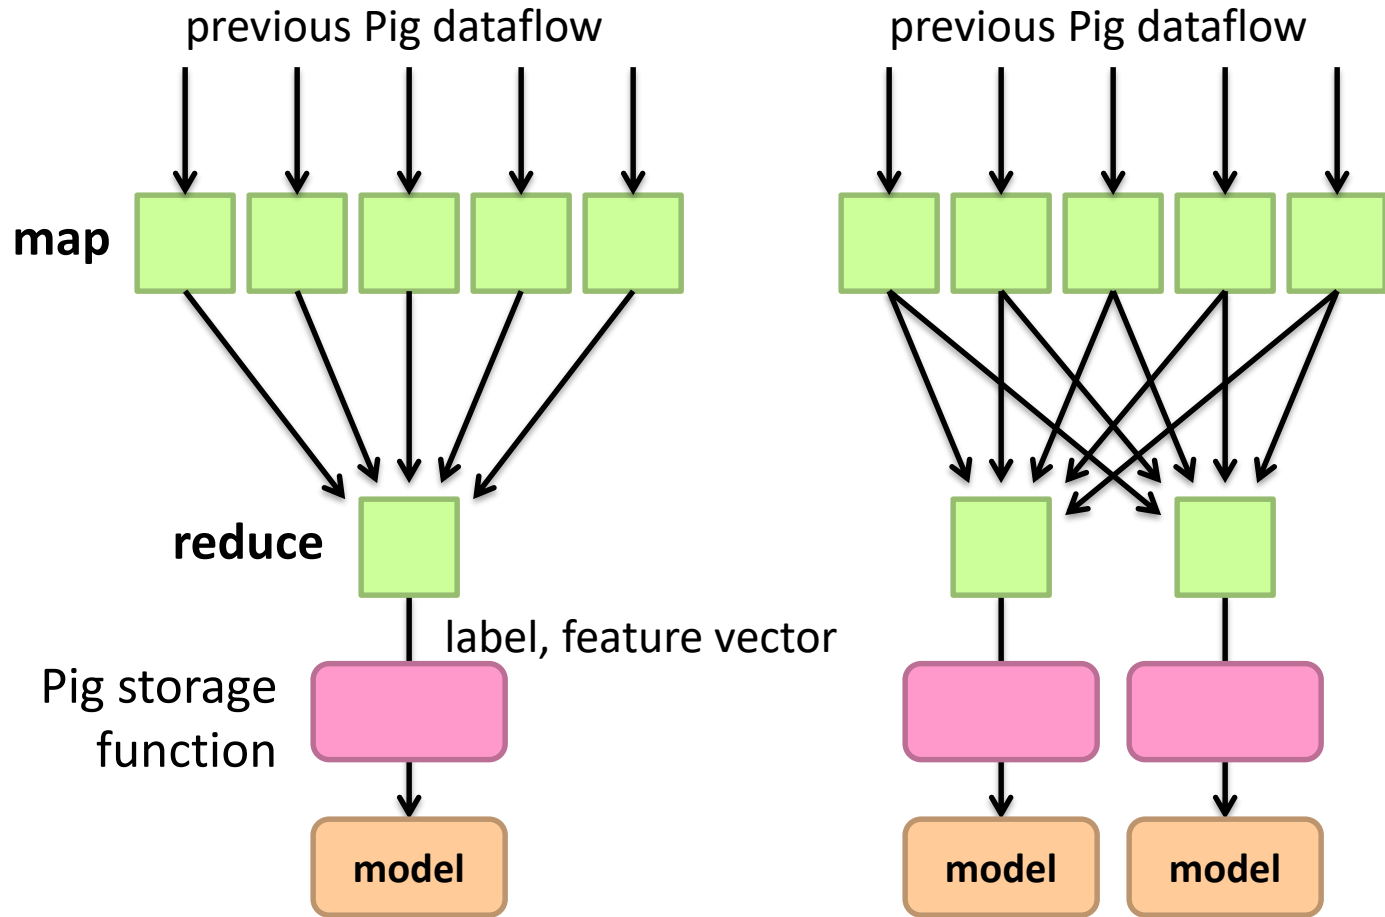 previous Pig dataflow
previous Pig dataflow
map
reduce
label, feature vector
Pig storage
function
model
model
model